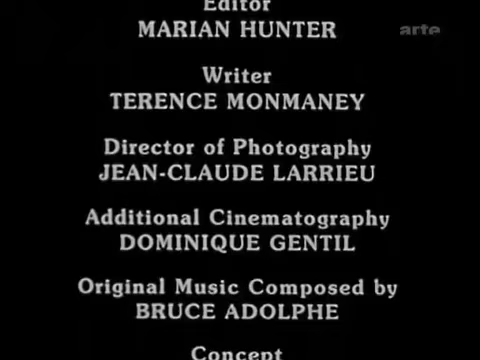 Editor
MARIAN HUNTER
arte
Writer
TERENCE MONMANEY
Director of Photography
JEAN-CLAUDE LARRIEU
Additional Cinematography
DOMINIQUE GENTIL
Original Music Composed by
BRUCE ADOLPHE
Concept